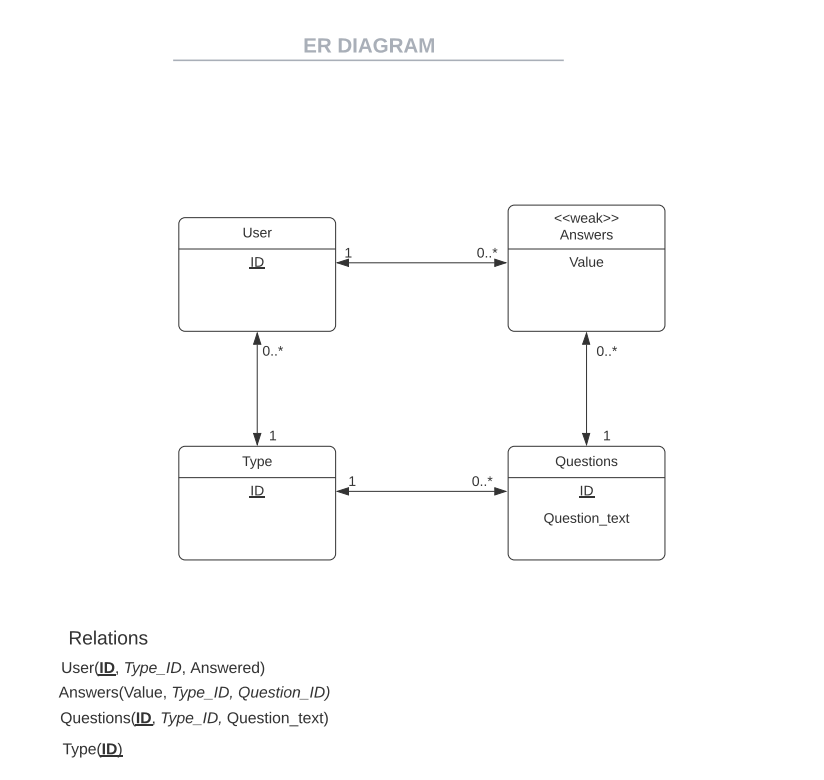 ER DIAGRAM
<<weak>>
User
Answers
ID
1
0..*
Value
0..*
0..*
1
1
Type
Questions
ID
1
0..*
ID
Question_text
Relations
User(ID, Type_ID, Answered)
Answers(Value, Type_ID, Question_ID)
Questions(ID, Type_ID, Question_text)
Type(ID)